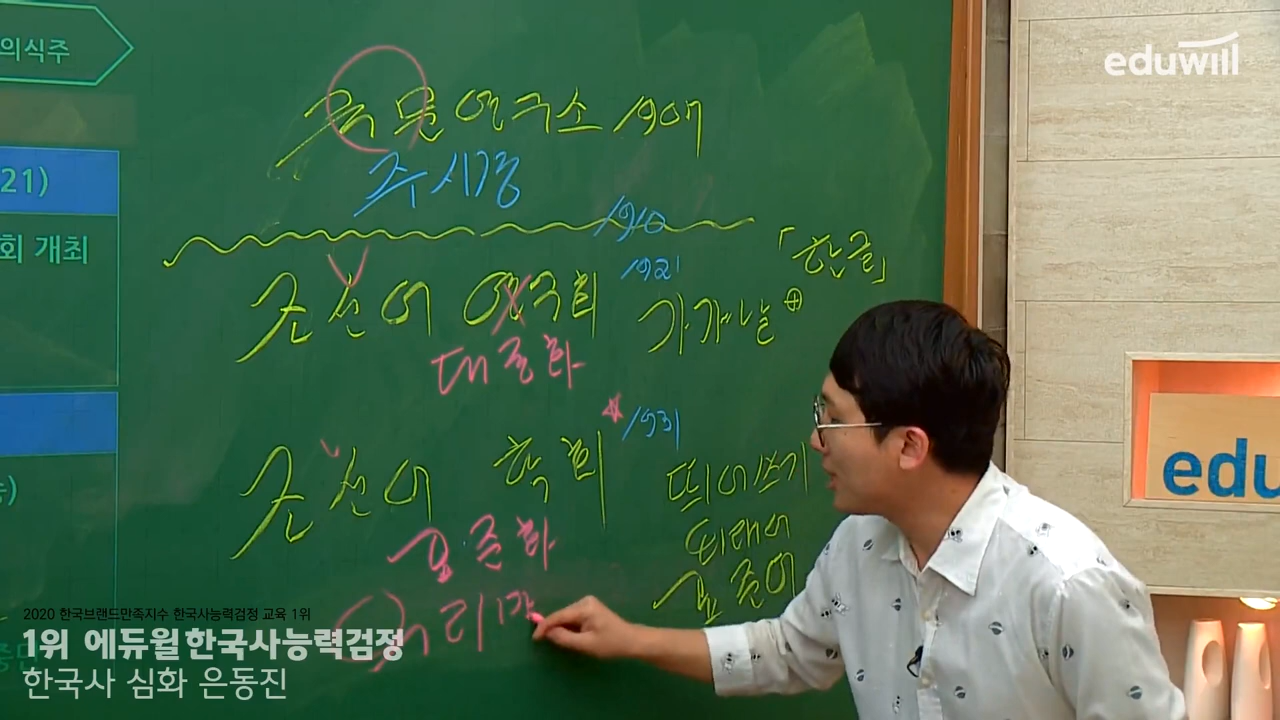 의식주
eduwill
국문연구소 1907
주시경
1910
21)
회 개최
「한글」
조선어 연구회 1921 가갸날 ⊕
대중화
조선어 학회 1931
띄어쓰기
외래어
표준어
표준화
edu
2020 한국브랜드만족지수 한국사능력검정 교육 1위
1위 에듀윌 한국사능력검정
한국사 심화 은동진